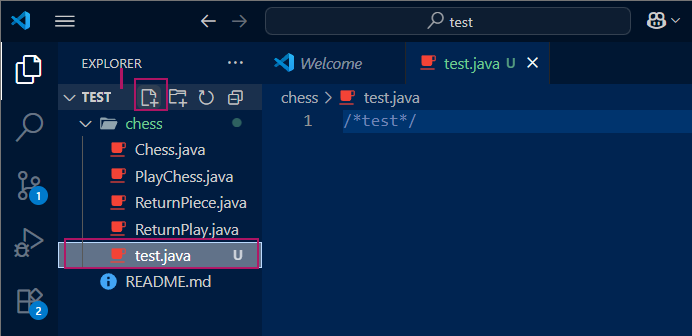 test
EXPLORER ...
Welcome
test.java U
TEST
chess
Chess.java
PlayChess.java
ReturnPiece.java
ReturnPlay.java
test.java U
README.md
chess > test.java
1 /*test*/
1
2